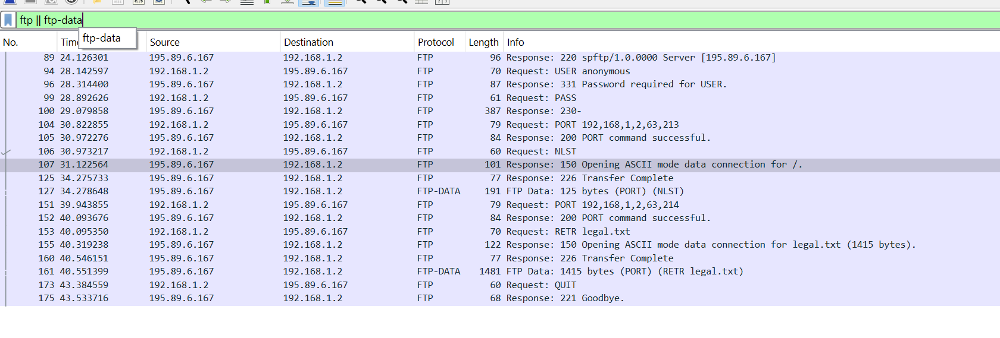 ftp || ftp-data
ftp-data
No. Time Source Destination Protocol Length Info
89 24.126301 195.89.6.167 192.168.1.2 FTP 96 Response: 220 spftp/1.0.0000 Server [195.89.6.167]
94 28.142597 192.168.1.2 195.89.6.167 FTP 70 Request: USER anonymous
96 28.314400 195.89.6.167 192.168.1.2 FTP 87 Response: 331 Password required for USER.
99 28.892626 192.168.1.2 195.89.6.167 FTP 61 Request: PASS
100 29.079858 195.89.6.167 192.168.1.2 FTP 387 Response: 230-
104 30.822855 192.168.1.2 195.89.6.167 FTP 79 Request: PORT 192,168,1,2,63,213
105 30.972276 195.89.6.167 192.168.1.2 FTP 84 Response: 200 PORT command successful.
106 30.973217 192.168.1.2 195.89.6.167 FTP 60 Request: NLST
107 31.122564 195.89.6.167 192.168.1.2 FTP 101 Response: 150 Opening ASCII mode data connection for /.
125 34.275733 195.89.6.167 192.168.1.2 FTP 77 Response: 226 Transfer Complete
127 34.278648 195.89.6.167 192.168.1.2 FTP-DATA 191 FTP Data: 125 bytes (PORT) (NLST)
151 39.943855 192.168.1.2 195.89.6.167 FTP 79 Request: PORT 192,168,1,2,63,214
152 40.093676 195.89.6.167 192.168.1.2 FTP 84 Response: 200 PORT command successful.
153 40.095350 192.168.1.2 195.89.6.167 FTP 70 Request: RETR legal.txt
155 40.319238 195.89.6.167 192.168.1.2 FTP 122 Response: 150 Opening ASCII mode data connection for legal.txt (1415 bytes).
160 40.546151 195.89.6.167 192.168.1.2 FTP 77 Response: 226 Transfer Complete
161 40.551399 195.89.6.167 192.168.1.2 FTP-DATA 1481 FTP Data: 1415 bytes (PORT) (RETR legal.txt)
173 43.384559 192.168.1.2 195.89.6.167 FTP 60 Request: QUIT
175 43.533716 195.89.6.167 192.168.1.2 FTP 68 Response: 221 Goodbye.